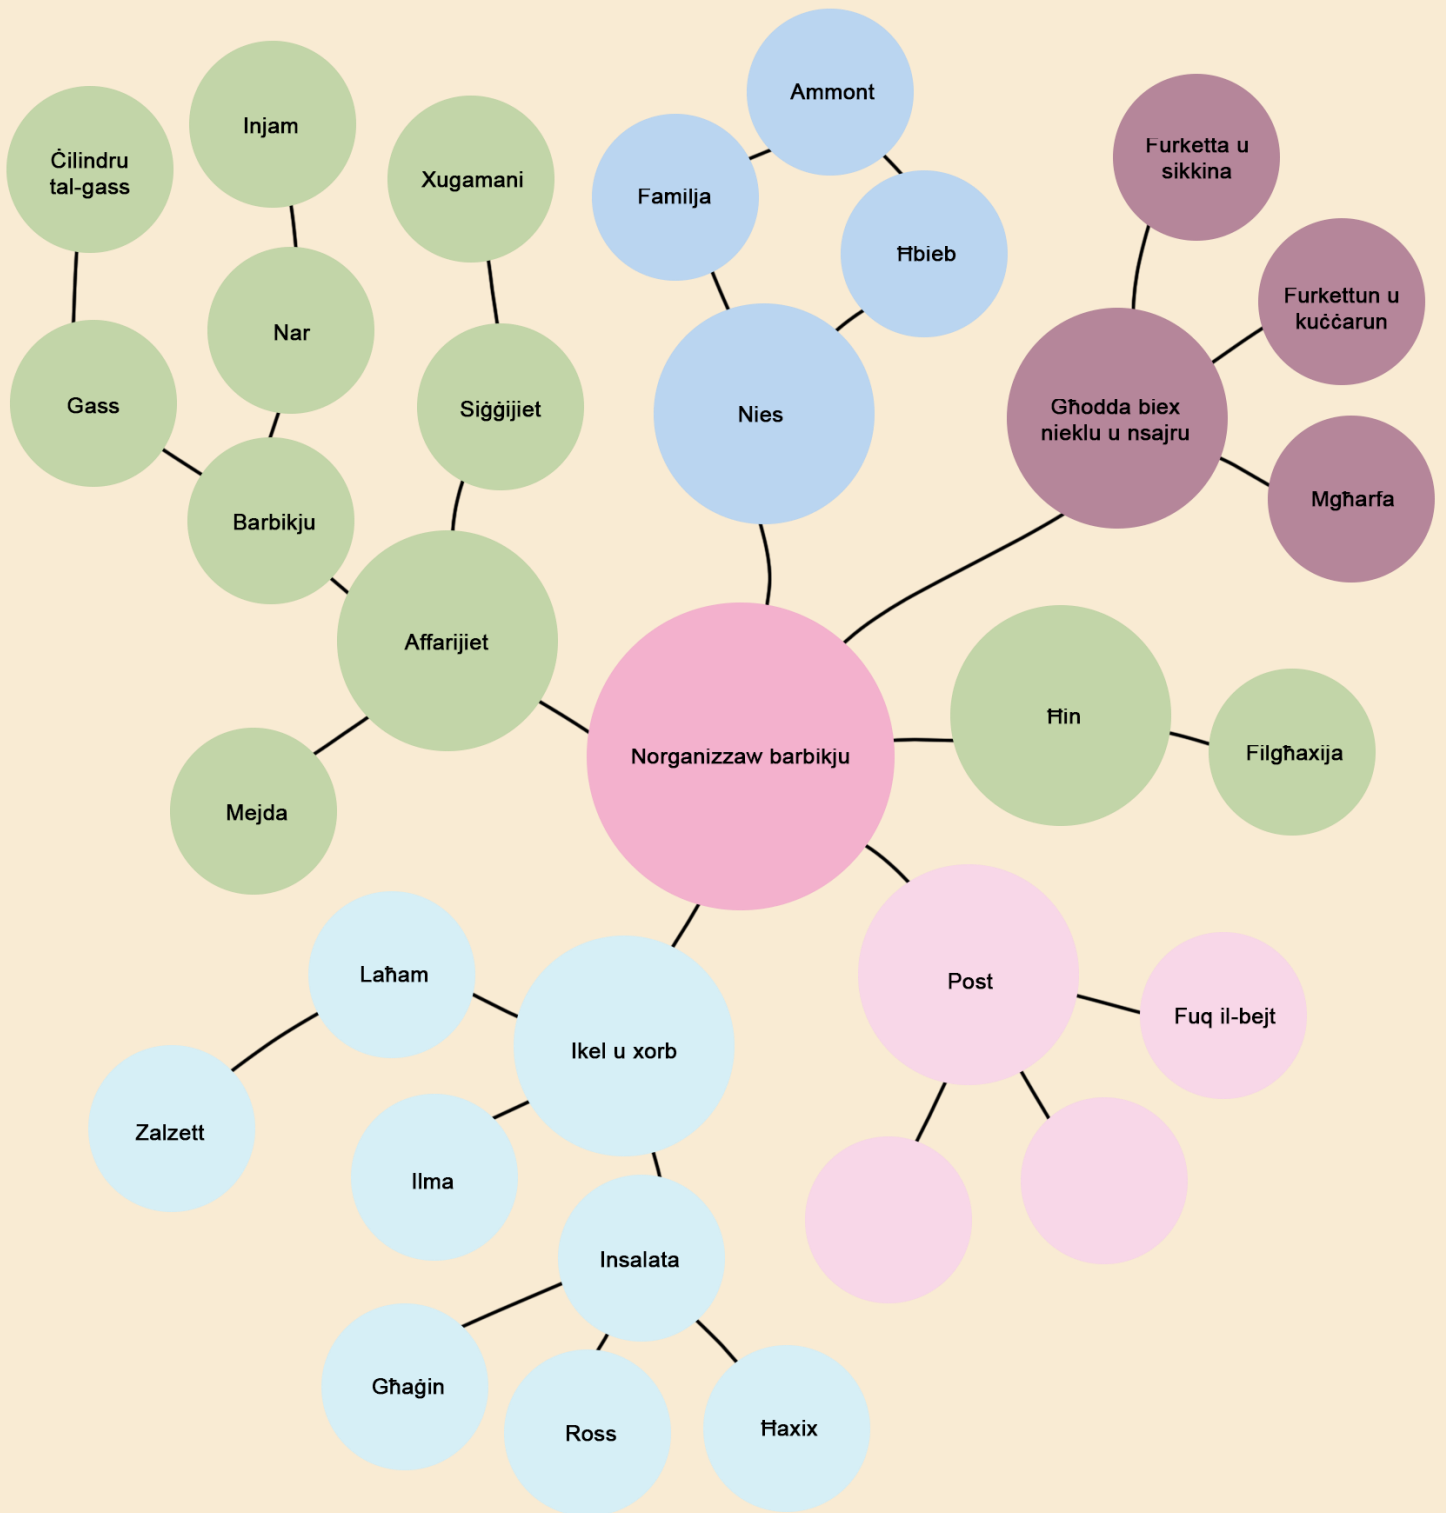 Ammont
Injam
Furketta u
sikkina
Ċilindru
tal-gass
Xugamani
Familja
Ħbieb
Furkettun u
kuċċarun
Nar
Gass
Siġġijiet
Nies
Għodda biex
nieklu u nsajru
Mgħarfa
Barbikju
Affarijiet
Ħin
Filgħaxija
Norganizzaw barbikju
Mejda
Laħam
Post
Fuq il-bejt
Ikel u xorb
Zalzett
Ilma
Insalata
Għaġin
Ross
Ħaxix